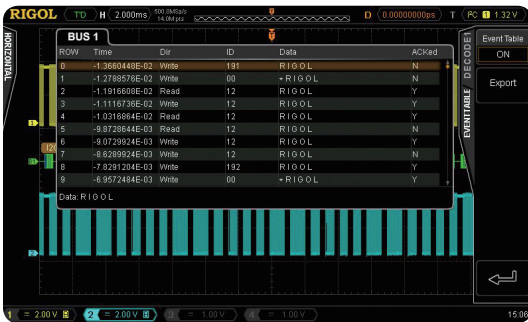 RIGOL T'D H 2.000ms 500.0MSa/s 14.0M pts D 0.00000000ps T 1.32 V
HORIZONTAL
BUS 1
ROW Time Dir ID Data ACKed
0 -1.3660448E-02 Write 191 R I G O L N
1 -1.2788576E-02 Write 00 + R I G O L N
2 -1.1916608E-02 Read 12 R I G O L Y
3 -1.1116736E-02 Write 12 R I G O L Y
4 -1.0316864E-02 Read 12 R I G O L Y
5 -9.8728644E-03 Read 12 R I G O L N
6 -9.0729924E-03 Write 12 R I G O L Y
7 -8.6289924E-03 Write 12 R I G O L N
8 -7.8291204E-03 Write 192 R I G O L Y
9 -6.9572484E-03 Write 00 + R I G O L Y
Data: R I G O L
DECODE1
EVENTTABLE
Event Table
ON
Export
1 = 2.00 V 2 = 2.00 V 3 = 1.00 V 4 = 1.00 V 15:06